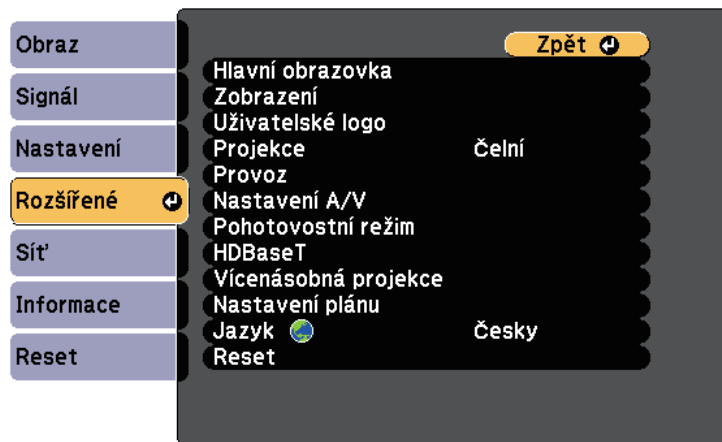 Obraz
Signál
Nastavení
Rozšířené
Síť
Informace
Reset
Zpět
Hlavní obrazovka
Zobrazení
Uživatelské logo
Projekce Čelní
Provoz
Nastavení A/V
Pohotovostní režim
HDBaseT
Vícenásobná projekce
Nastavení plánu
Jazyk Česky
Reset